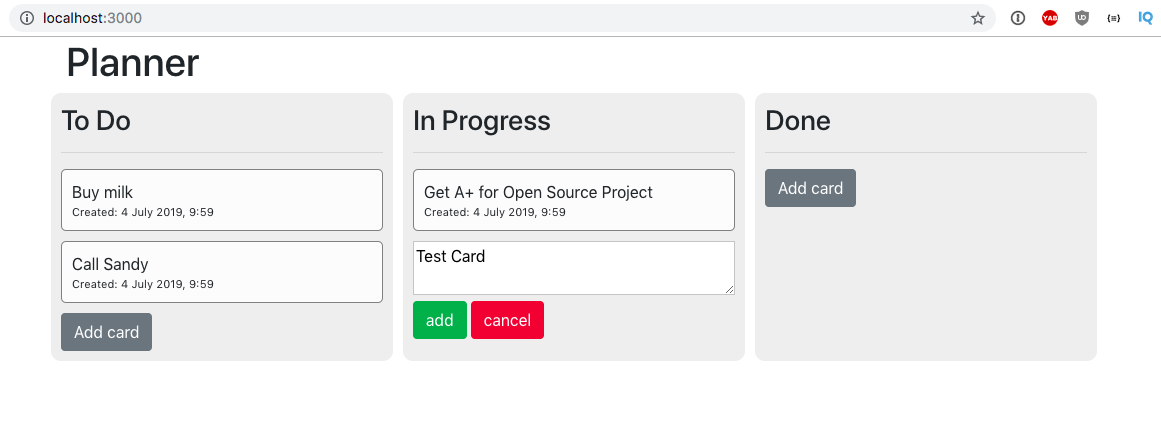 localhost:3000
YAB
UD
{≡}
IQ
Planner
To Do
Buy milk
Created: 4 July 2019, 9:59
Call Sandy
Created: 4 July 2019, 9:59
Add card
In Progress
Get A+ for Open Source Project
Created: 4 July 2019, 9:59
Test Card
add cancel
Done
Add card